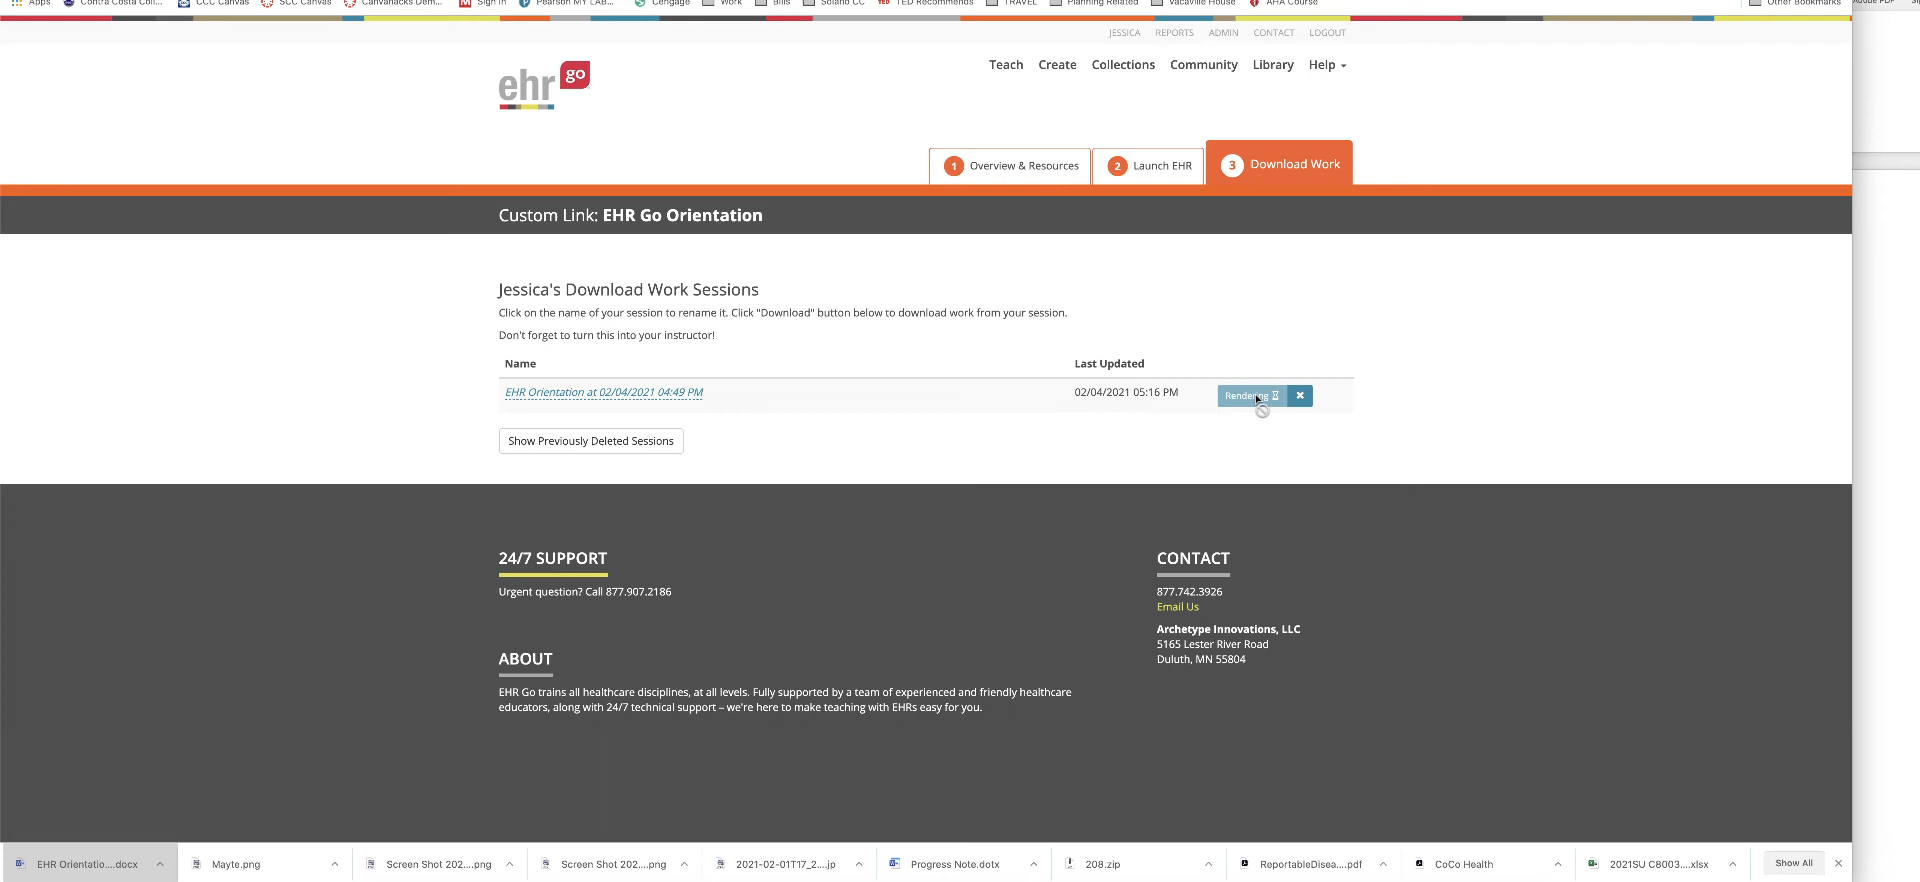 Apps Contra Costa Coll... CCC Canvas SCC Canvas Canvanacks Dem... Sign In Pearson MY LAB... Cengage Work Bills Solano CC TED TED Recommends TRAVEL Planning Related Vacaville House AHA Course Other Bookmarks Adobe PDF
JESSICA REPORTS ADMIN CONTACT LOGOUT
ehr go
Teach Create Collections Community Library Help
1 Overview & Resources 2 Launch EHR 3 Download Work
Custom Link: EHR Go Orientation
Jessica's Download Work Sessions
Click on the name of your session to rename it. Click "Download" button below to download work from your session.
Don't forget to turn this into your instructor!
Name Last Updated
EHR Orientation at 02/04/2021 04:49 PM 02/04/2021 05:16 PM Rendering
Show Previously Deleted Sessions
24/7 SUPPORT
Urgent question? Call 877.907.2186
CONTACT
877.742.3926
Email Us
Archetype Innovations, LLC
5165 Lester River Road
Duluth, MN 55804
ABOUT
EHR Go trains all healthcare disciplines, at all levels. Fully supported by a team of experienced and friendly healthcare
educators, along with 24/7 technical support – we're here to make teaching with EHRs easy for you.
EHR Orientatio....docx Mayte.png Screen Shot 202....png Screen Shot 202....png 2021-02-01T17_2....jp Progress Note.dotx 208.zip ReportableDisea....pdf CoCo Health 2021SU C8003....xlsx Show All